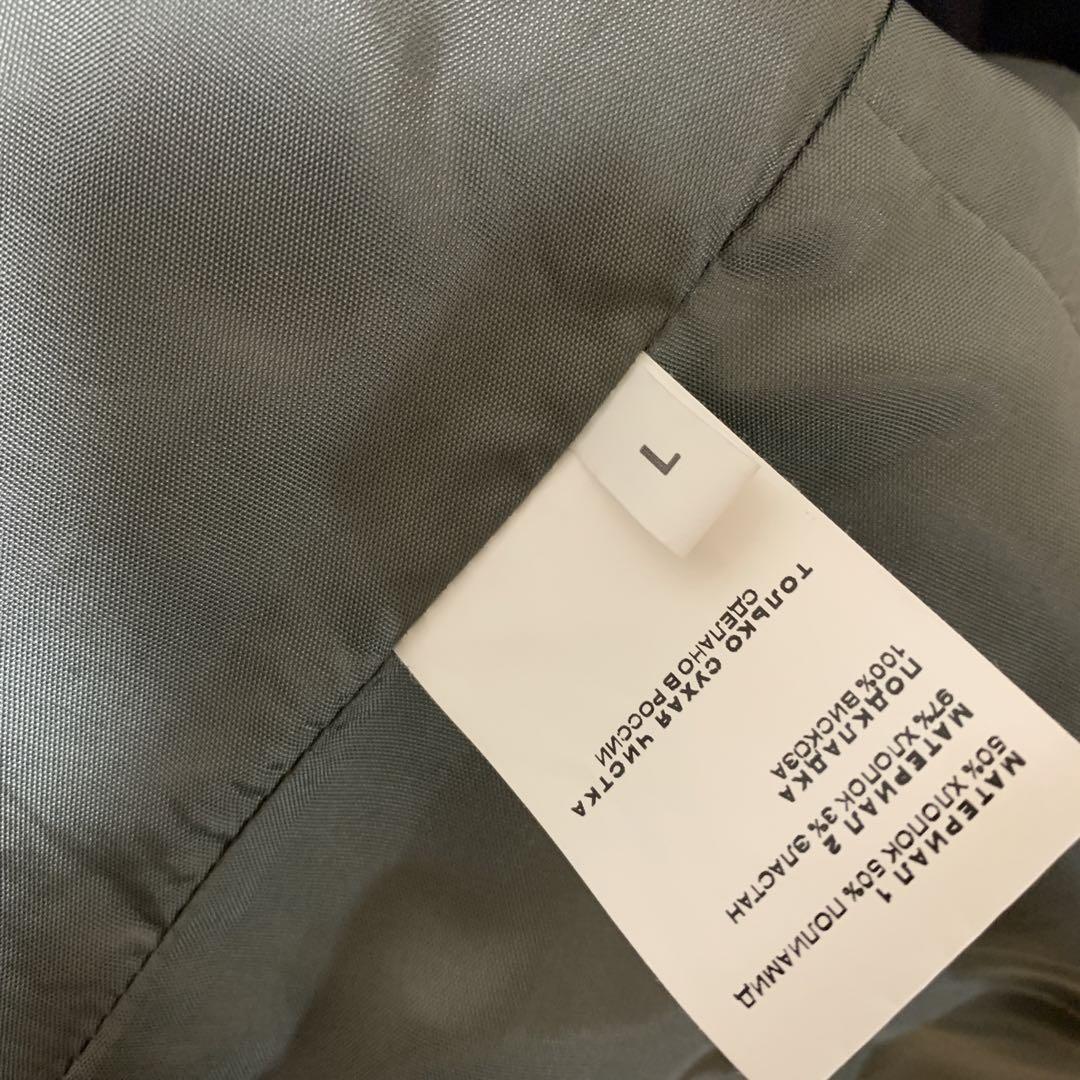 L
МАТЕРИАЛ 1
50% ХЛОПОК 50% ПОЛИАМИД
МАТЕРИАЛ 2
97% ХЛОПОК 3% ЭЛАСТАН
ПОДКЛАДКА
100% ВИСКОЗА
СДЕЛАНО В РОССИИ
ТОЛЬКО СУХАЯ ЧИСТКА